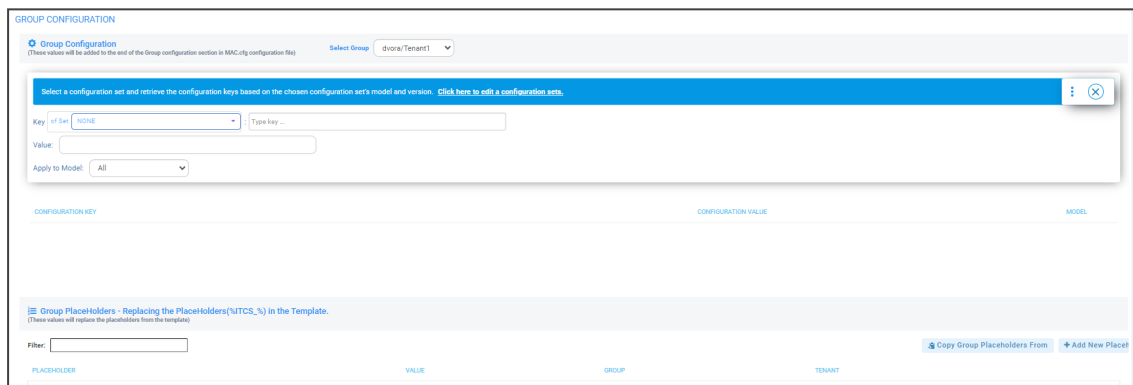 GROUP CONFIGURATION
Group Configuration
(These values will be added to the end of the Group configuration section in MAC.cfg configuration file)
Select Group dvora/Tenant1
Select a configuration set and retrieve the configuration keys based on the chosen configuration set's model and version. Click here to edit a configuration sets.
Key of Set NONE : Type key ...
Value:
Apply to Model: All
CONFIGURATION KEY CONFIGURATION VALUE MODEL
Group PlaceHolders - Replacing the PlaceHolders(%ITCS_%) in the Template.
(These values will replace the placeholders from the template)
Filter: Copy Group Placeholders From + Add New Placeh
PLACEHOLDER VALUE GROUP TENANT